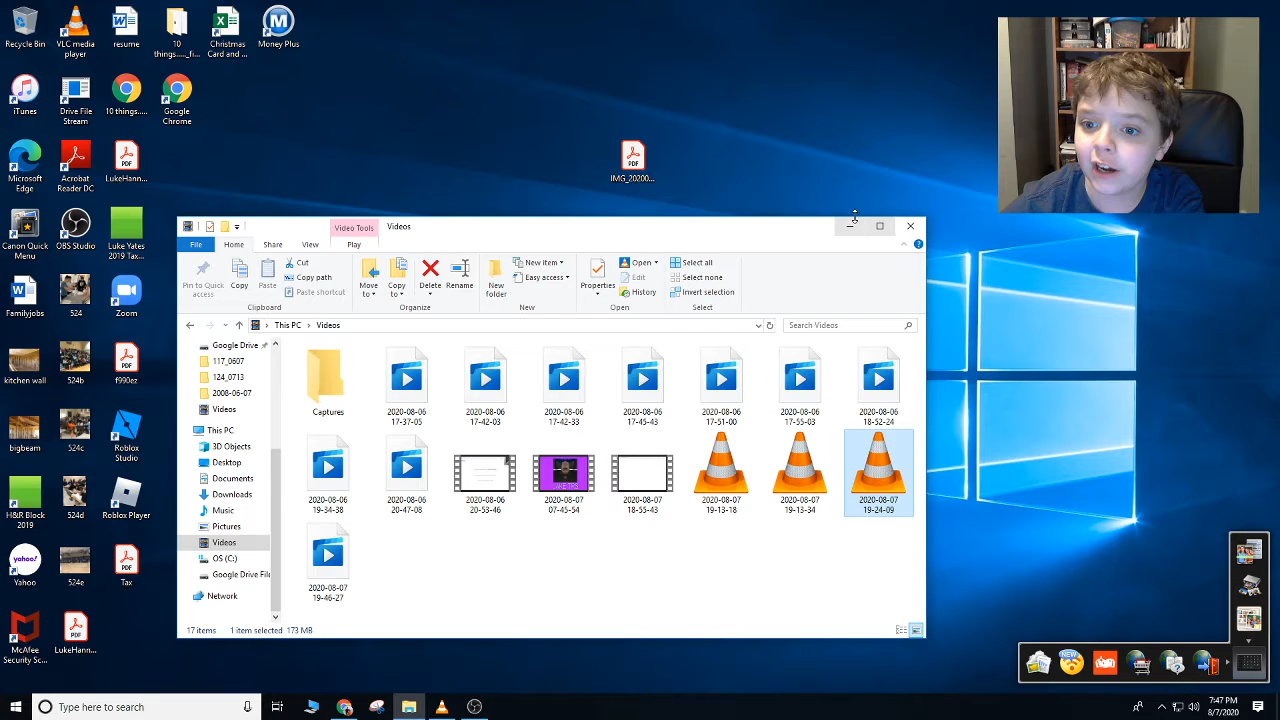 Recycle Bin
VLC media player
resume
10 things...._fi...
Christmas Card and ...
Money Plus
iTunes
Drive File Stream
10 things.....
Google Chrome
Microsoft Edge
Acrobat Reader DC
LukeHann...
IMG_20200...
Canon Quick Menu
OBS Studio
Luke Yates 2019 Tax...
Familyjobs
524
Zoom
kitchen wall
524b
f990ez
bigbeam
524c
Roblox Studio
H&R Block 2019
524d
Roblox Player
Yahoo
524e
Tax
McAfee Security Sc...
LukeHann...
Video Tools
Videos
File
Home
Share
View
Play
Pin to Quick access
Copy
Paste
Cut
Copy path
Paste shortcut
Clipboard
Move to
Copy to
Delete
Rename
Organize
New folder
New item
Easy access
New
Properties
Open
Edit
History
Open
Select all
Select none
Invert selection
Select
This PC > Videos
Search Videos
Google Drive
117_0607
124_0713
2008-06-07
Videos
This PC
3D Objects
Desktop
Documents
Downloads
Music
Pictures
Videos
OS (C:)
Google Drive File
Network
Captures
2020-08-06 17-37-05
2020-08-06 17-42-03
2020-08-06 17-42-33
2020-08-06 17-45-43
2020-08-06 17-51-00
2020-08-06 17-55-03
2020-08-06 18-52-24
2020-08-06 19-34-38
2020-08-06 20-47-08
2020-08-06 20-53-46
2020-08-07 07-45-54
2020-08-07 18-55-43
2020-08-07 19-13-18
2020-08-07 19-13-34
2020-08-07 19-24-09
2020-08-07 19-46-27
17 items
1 item selected 173 MB
NEW
Type here to search
7:47 PM
8/7/2020